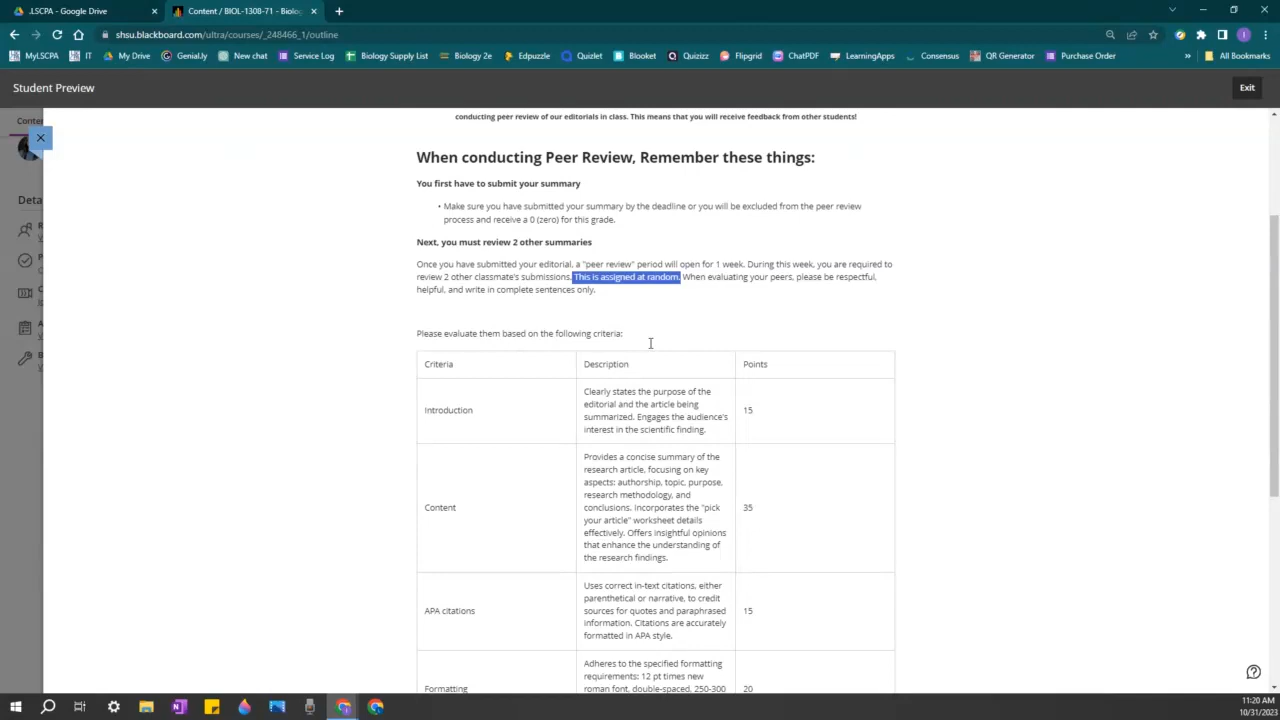 .LSCPA - Google Drive
Content / BIOL-1308-71 - Biolog
shsu.blackboard.com/ultra/courses/_248466_1/outline
MyLSCPA
IT
My Drive
Genial.ly
New chat
Service Log
Biology Supply List
Biology 2e
Edpuzzle
Quizlet
Blooket
Quizizz
Flipgrid
ChatPDF
LearningApps
Consensus
QR Generator
Purchase Order
All Bookmarks
Student Preview
Exit
Conten
Deta
conducting peer review of our editorials in class. This means that you will receive feedback from other students!
When conducting Peer Review, Remember these things:
You first have to submit your summary
• Make sure you have submitted your summary by the deadline or you will be excluded from the peer review
process and receive a 0 (zero) for this grade.
Next, you must review 2 other summaries
Once you have submitted your editorial, a "peer review" period will open for 1 week. During this week, you are required to
review 2 other classmate's submissions. This is assigned at random. When evaluating your peers, please be respectful,
helpful, and write in complete sentences only.
Please evaluate them based on the following criteria:
Criteria Description Points
Introduction
Clearly states the purpose of the
editorial and the article being
summarized. Engages the audience's
interest in the scientific finding.
15
Content
Provides a concise summary of the
research article, focusing on key
aspects: authorship, topic, purpose,
research methodology, and
conclusions. Incorporates the "pick
your article" worksheet details
effectively. Offers insightful opinions
that enhance the understanding of
the research findings.
35
APA citations
Uses correct in-text citations, either
parenthetical or narrative, to credit
sources for quotes and paraphrased
information. Citations are accurately
formatted in APA style.
15
Formatting
Adheres to the specified formatting
requirements: 12 pt times new
roman font, double-spaced, 250-300
20
11:20 AM
10/31/2023